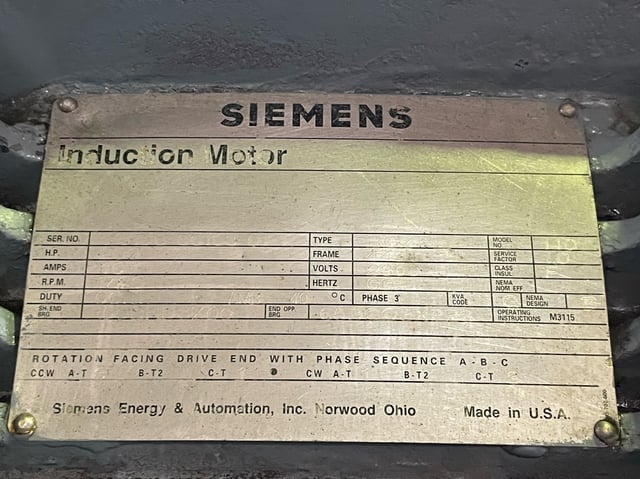 SIEMENS
Induction Motor
SER. NO. TYPE MODEL NO.
H.P. FRAME SERVICE FACTOR
AMPS VOLTS CLASS INSUL
R.P.M. HERTZ NEMA NOM EFF
DUTY °C PHASE 3 KVA CODE NEMA DESIGN
SH. END BRG END OPP. BRG OPERATING INSTRUCTIONS M3115
ROTATION FACING DRIVE END WITH PHASE SEQUENCE A-B-C
CCW A-T B-T2 C-T CW A-T B-T2 C-T
Siemens Energy & Automation, Inc. Norwood Ohio Made in U.S.A.